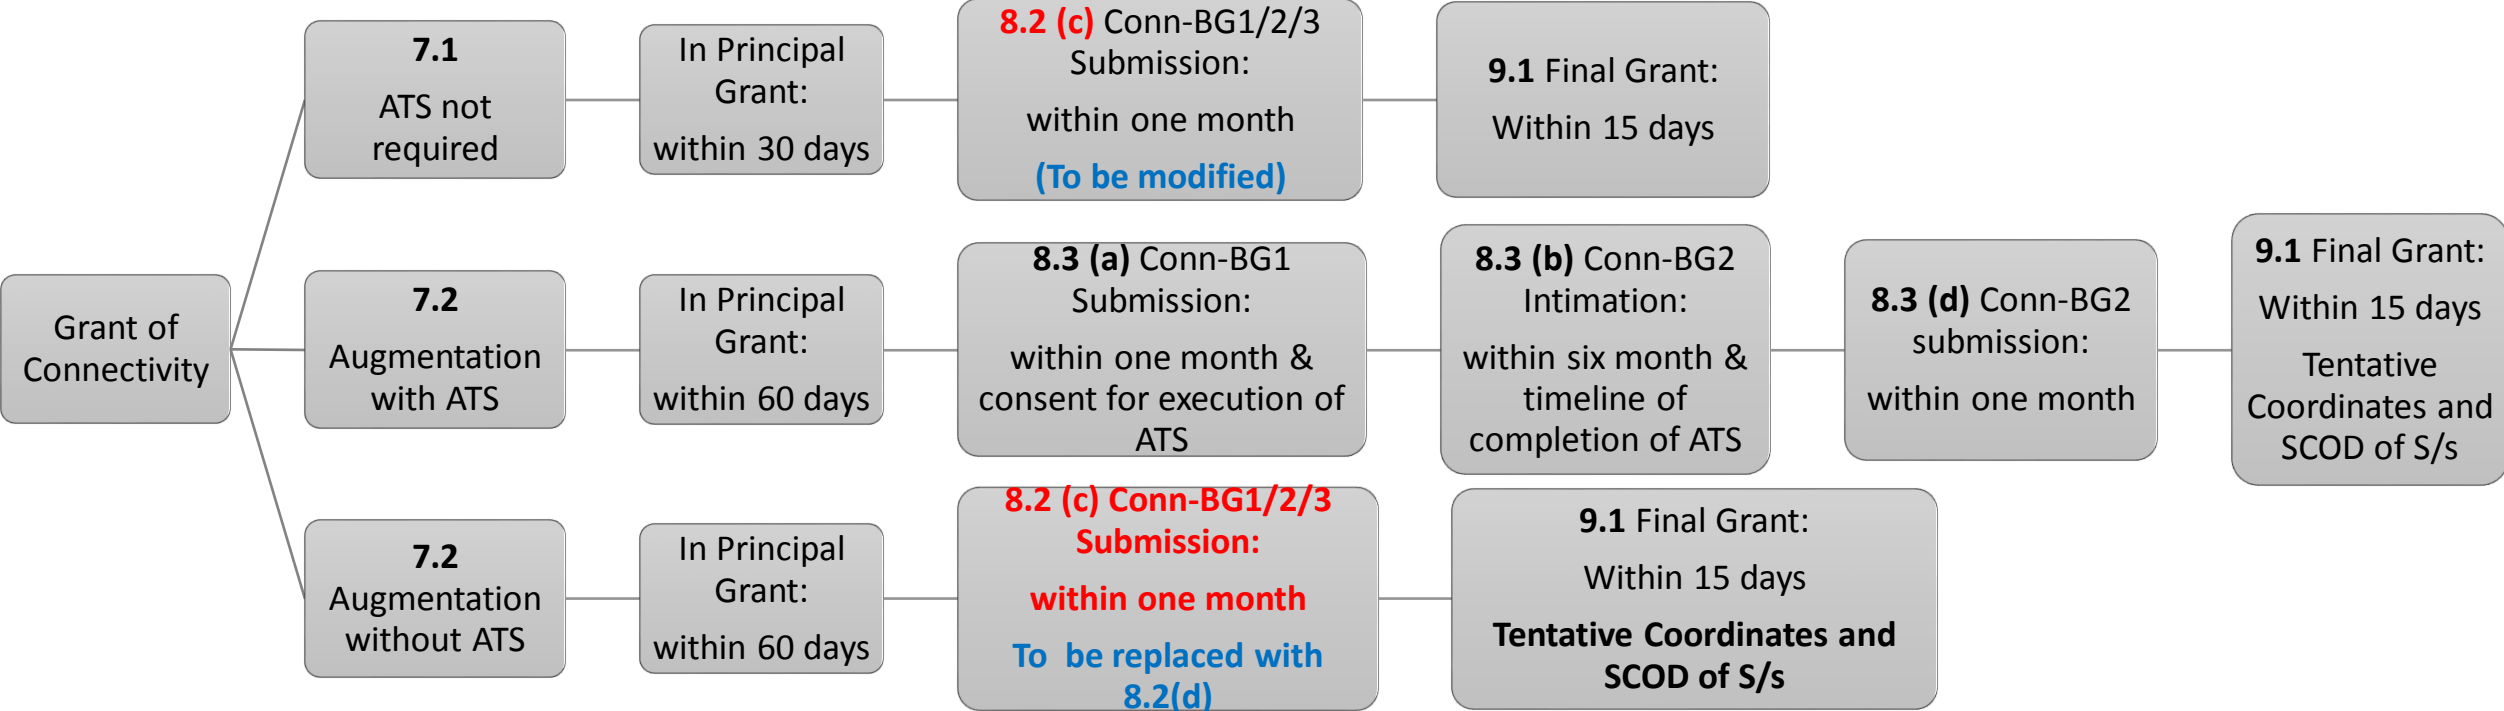 Grant of
Connectivity
7.1
ATS not
required
In Principal
Grant:
within 30 days
8.2 (c) Conn-BG1/2/3
Submission:
within one month
(To be modified)
9.1 Final Grant:
Within 15 days
7.2
Augmentation
with ATS
In Principal
Grant:
within 60 days
8.3 (a) Conn-BG1
Submission:
within one month &
consent for execution of
ATS
8.3 (b) Conn-BG2
Intimation:
within six month &
timeline of
completion of ATS
8.3 (d) Conn-BG2
submission:
within one month
9.1 Final Grant:
Within 15 days
Tentative
Coordinates and
SCOD of S/s
7.2
Augmentation
without ATS
In Principal
Grant:
within 60 days
8.2 (c) Conn-BG1/2/3
Submission:
within one month
To be replaced with
8.2(d)
9.1 Final Grant:
Within 15 days
Tentative Coordinates and
SCOD of S/s